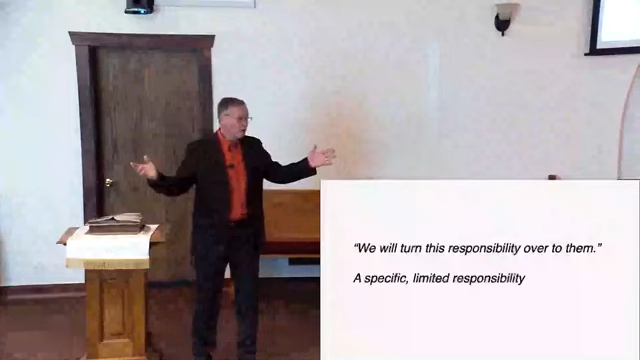 “We will turn this responsibility over to them.”
A specific, limited responsibility